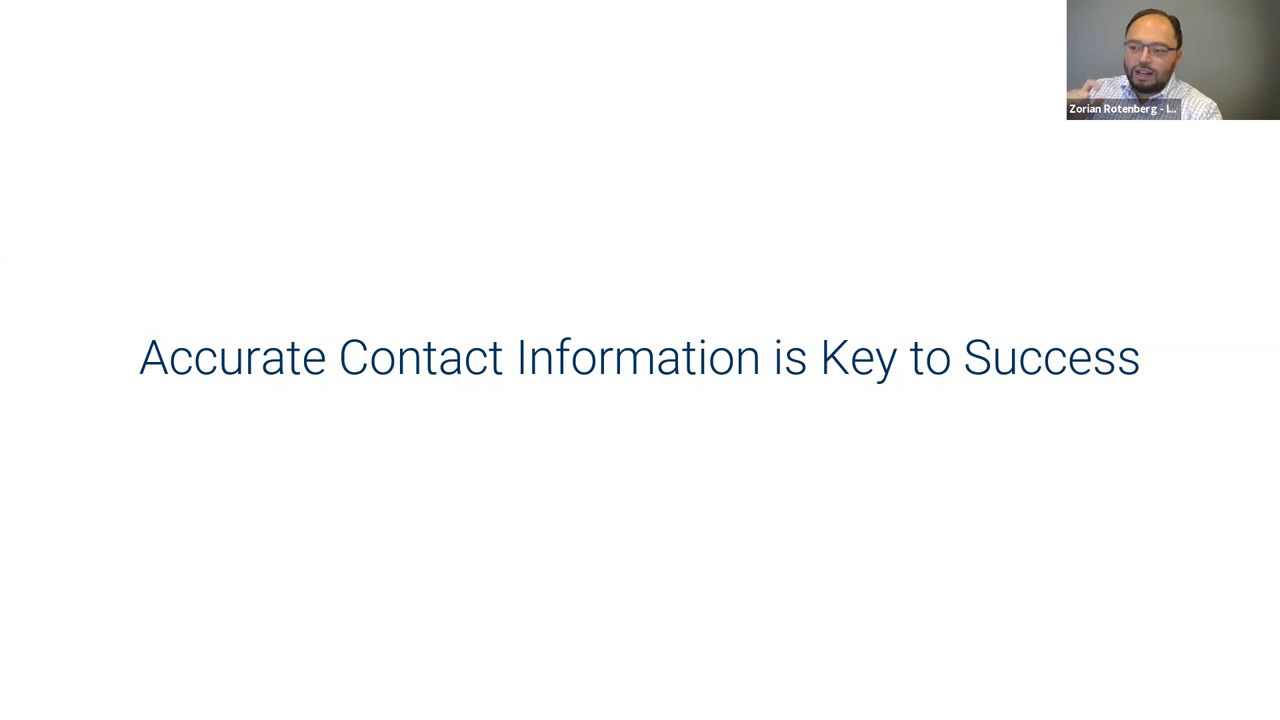 Zorian Rotenberg - I...
Accurate Contact Information is Key to Success